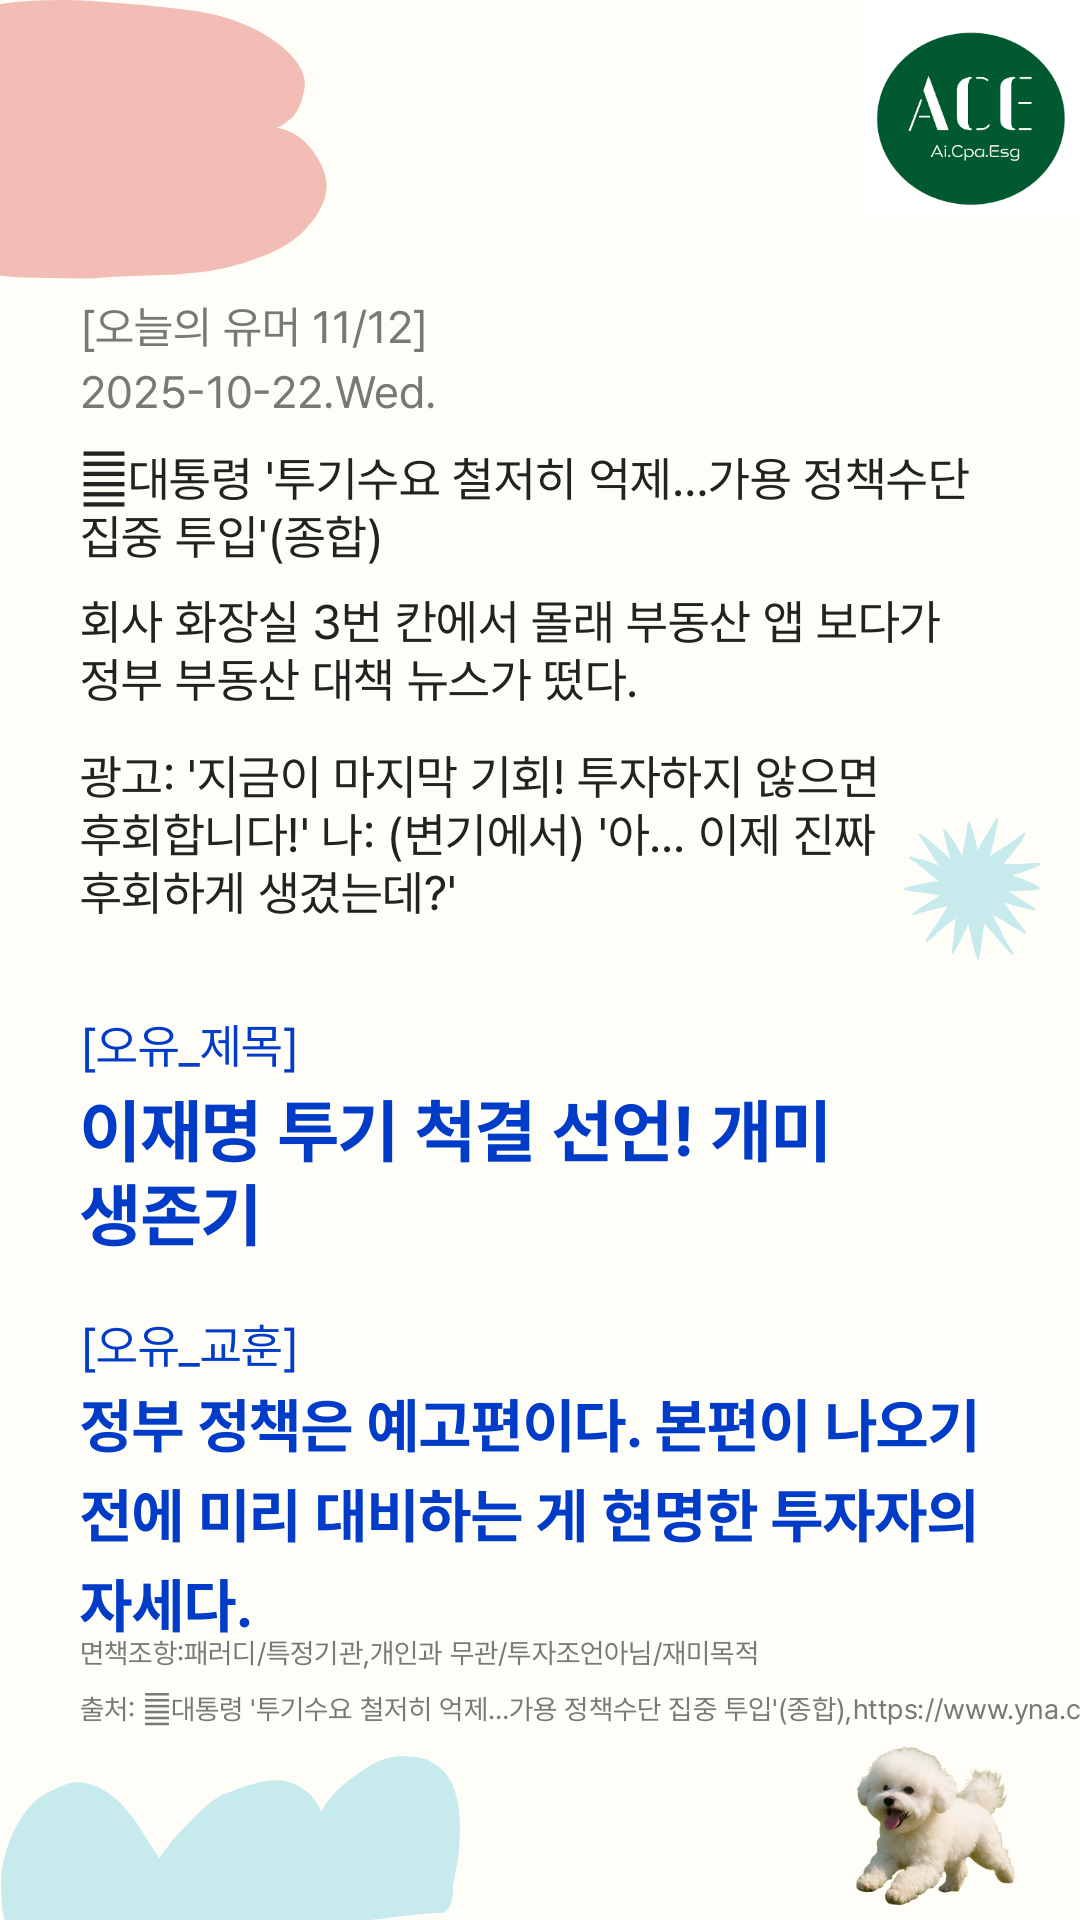 ACE
Ai.Cpa.Esg
[오늘의 유머 11/12]
2025-10-22.Wed.
대통령 '투기수요 철저히 억제…가용 정책수단
집중 투입'(종합)
회사 화장실 3번 칸에서 몰래 부동산 앱 보다가
정부 부동산 대책 뉴스가 떴다.
광고: '지금이 마지막 기회! 투자하지 않으면
후회합니다!' 나: (변기에서) '아... 이제 진짜
후회하게 생겼는데?'
[오유_제목]
이재명 투기 척결 선언! 개미
생존기
[오유_교훈]
정부 정책은 예고편이다. 본편이 나오기
전에 미리 대비하는 게 현명한 투자자의
자세다.
면책조항:패러디/특정기관,개인과 무관/투자조언아님/재미목적
출처: 대통령 '투기수요 철저히 억제…가용 정책수단 집중 투입'(종합),https://www.yna.c